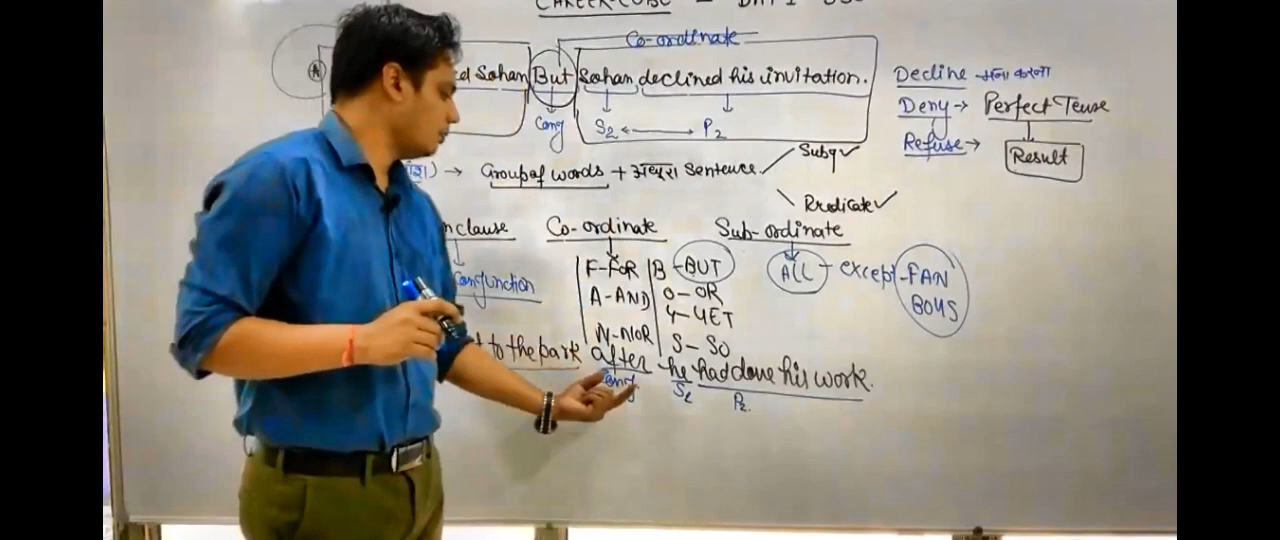 Co-ordinate
A
Sohan But Sohan declined his invitation.
Conj S2 P2
Decline - मना करना
Deny → Perfect Tense
Refuse →
Result
→ Group of words + अधूरा Sentence
Subj ✓
Predicate ✓
clause Co-ordinate Sub-ordinate
Conjunction
F-FOR B-BUT
A-AND O-OR
N-NOR Y-YET
S-SO
ALL - except - FAN
BOYS
to the park after he had done his work.
Conj S2 P2.